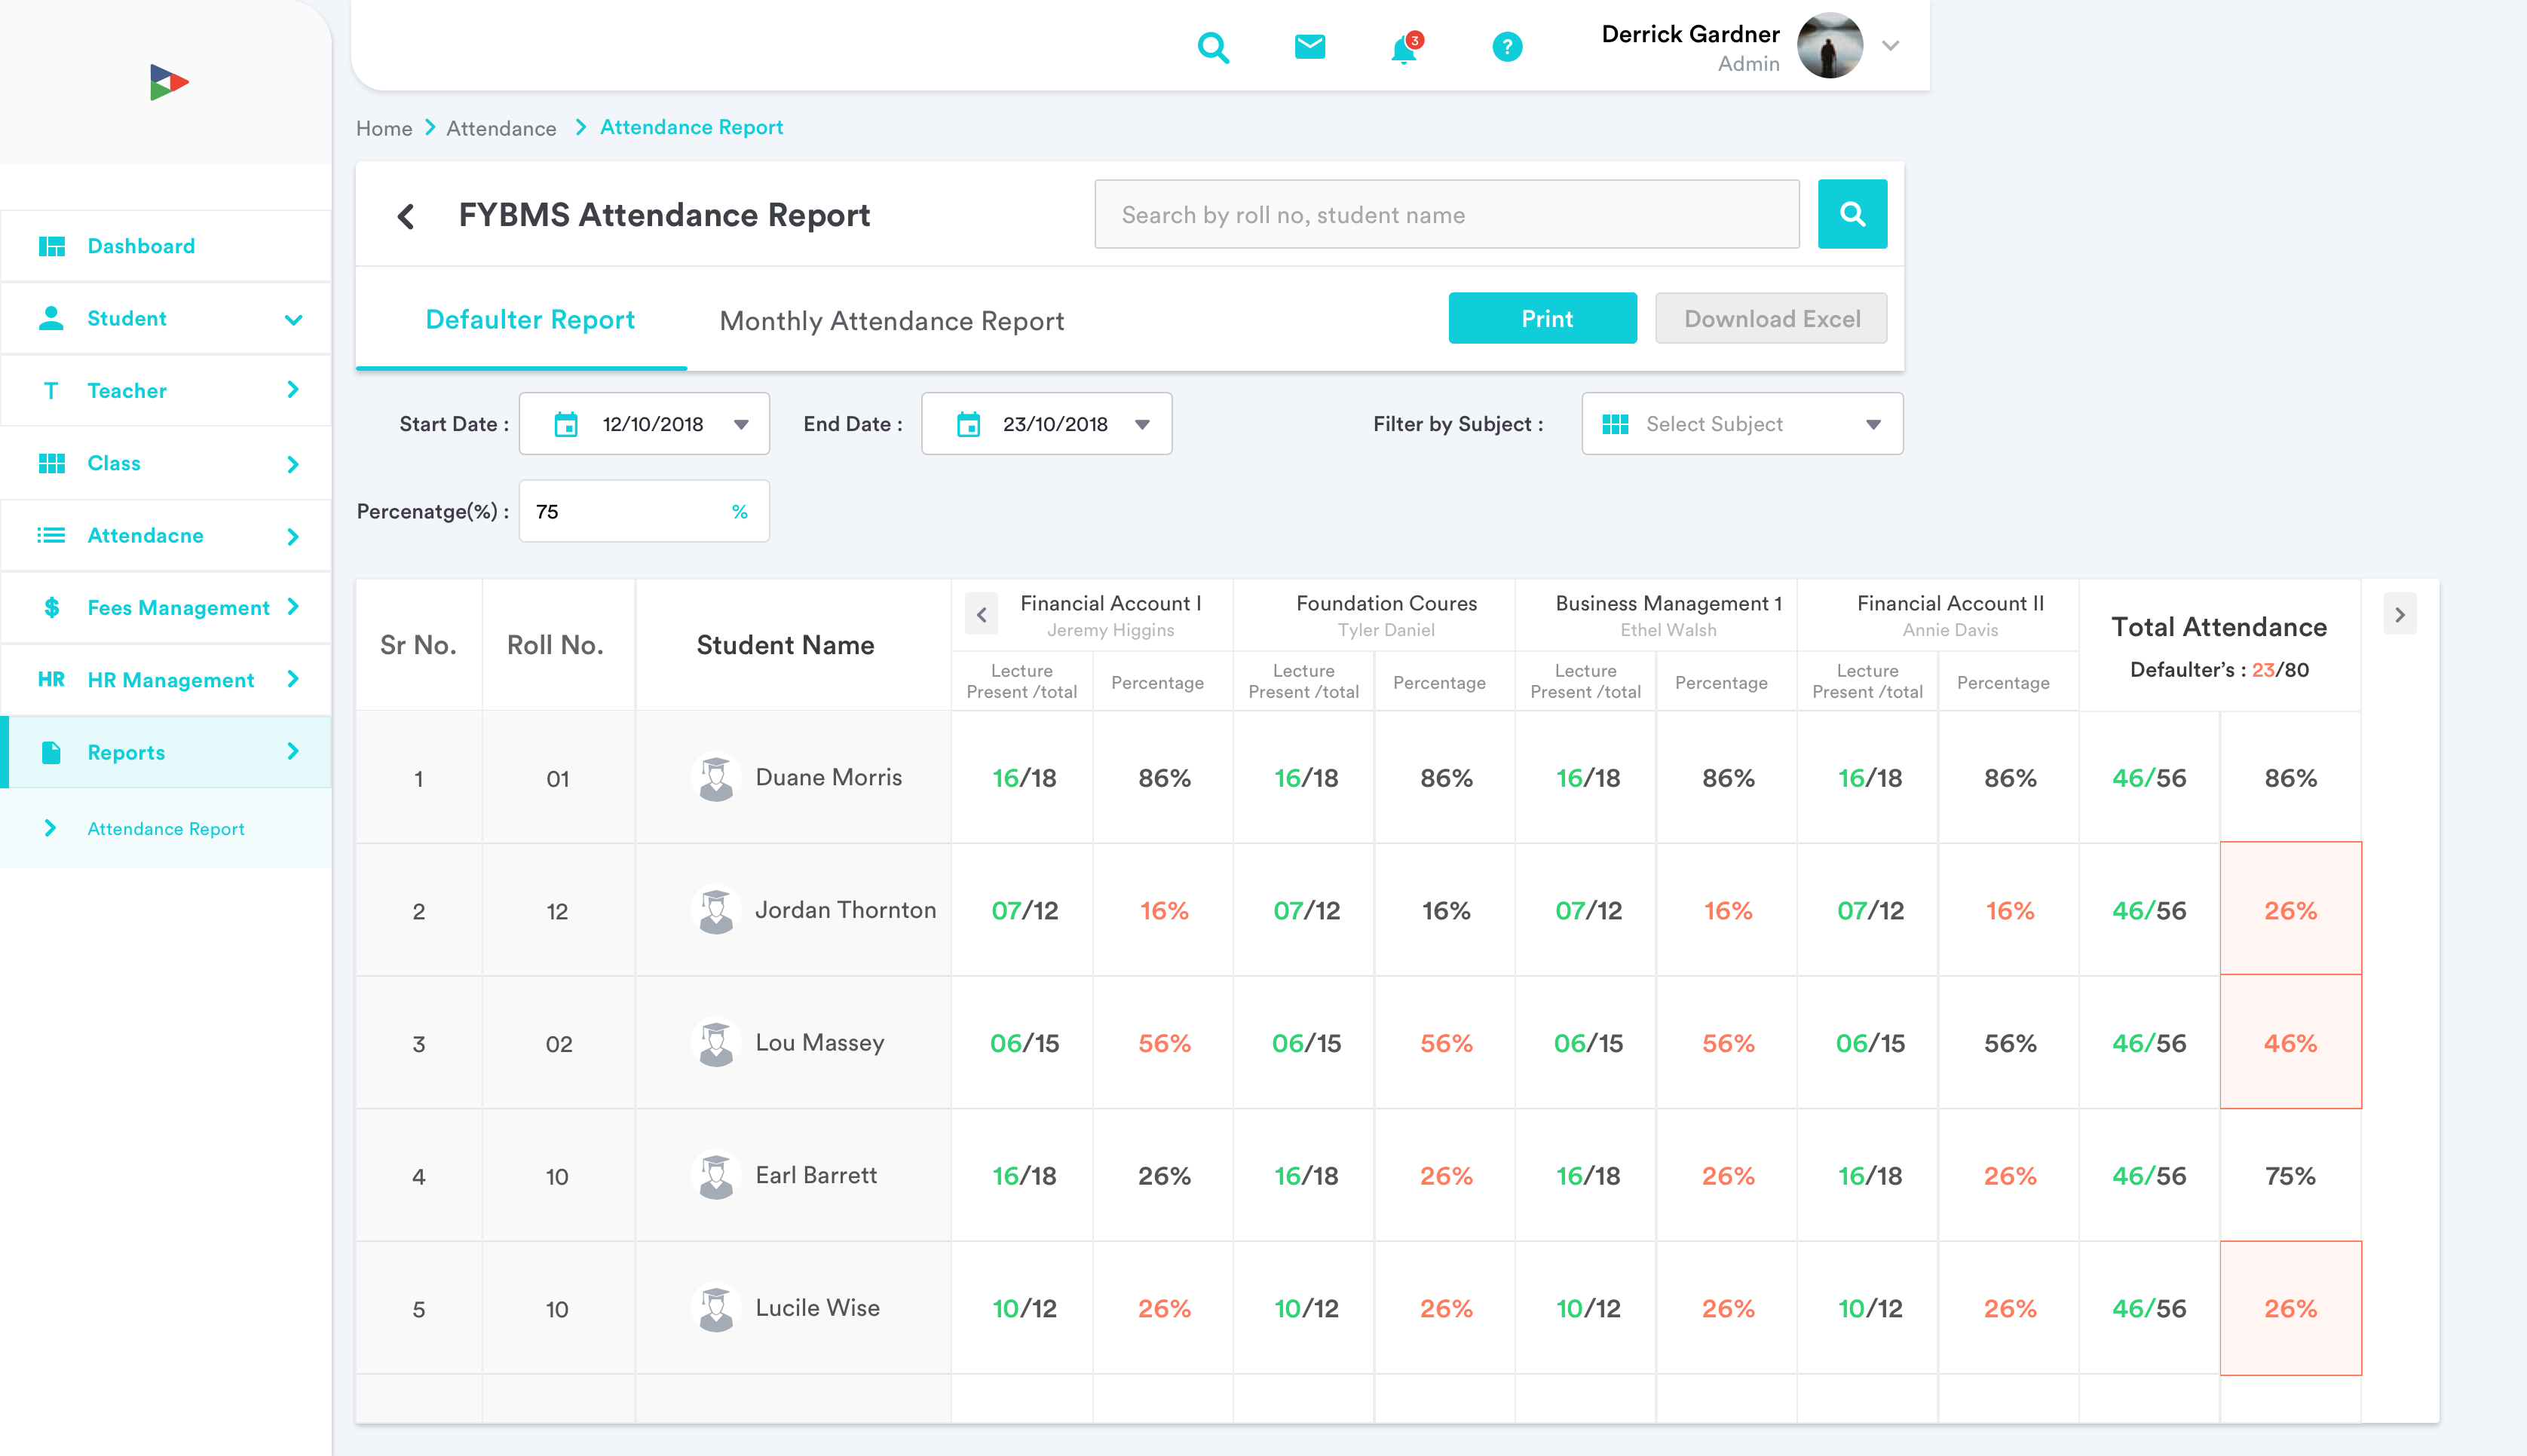 3
?
Derrick Gardner
Admin
Home
Attendance
Attendance Report
FYBMS Attendance Report
Search by roll no, student name
Dashboard
Student
T Teacher
Class
Attendacne
$ Fees Management
HR HR Management
Reports
Attendance Report
Defaulter Report
Monthly Attendance Report
Print
Download Excel
Start Date :
12/10/2018
End Date :
23/10/2018
Filter by Subject :
Select Subject
Percenatge(%) :
75 %
Sr No.
Roll No.
Student Name
Financial Account I
Jeremy Higgins
Foundation Coures
Tyler Daniel
Business Management 1
Ethel Walsh
Financial Account II
Annie Davis
Total Attendance
Defaulter's : 23/80
Lecture
Present /total
Percentage
Lecture
Present /total
Percentage
Lecture
Present /total
Percentage
Lecture
Present /total
Percentage
1 01 Duane Morris 16/18 86% 16/18 86% 16/18 86% 16/18 86% 46/56 86%
2 12 Jordan Thornton 07/12 16% 07/12 16% 07/12 16% 07/12 16% 46/56 26%
3 02 Lou Massey 06/15 56% 06/15 56% 06/15 56% 06/15 56% 46/56 46%
4 10 Earl Barrett 16/18 26% 16/18 26% 16/18 26% 16/18 26% 46/56 75%
5 10 Lucile Wise 10/12 26% 10/12 26% 10/12 26% 10/12 26% 46/56 26%